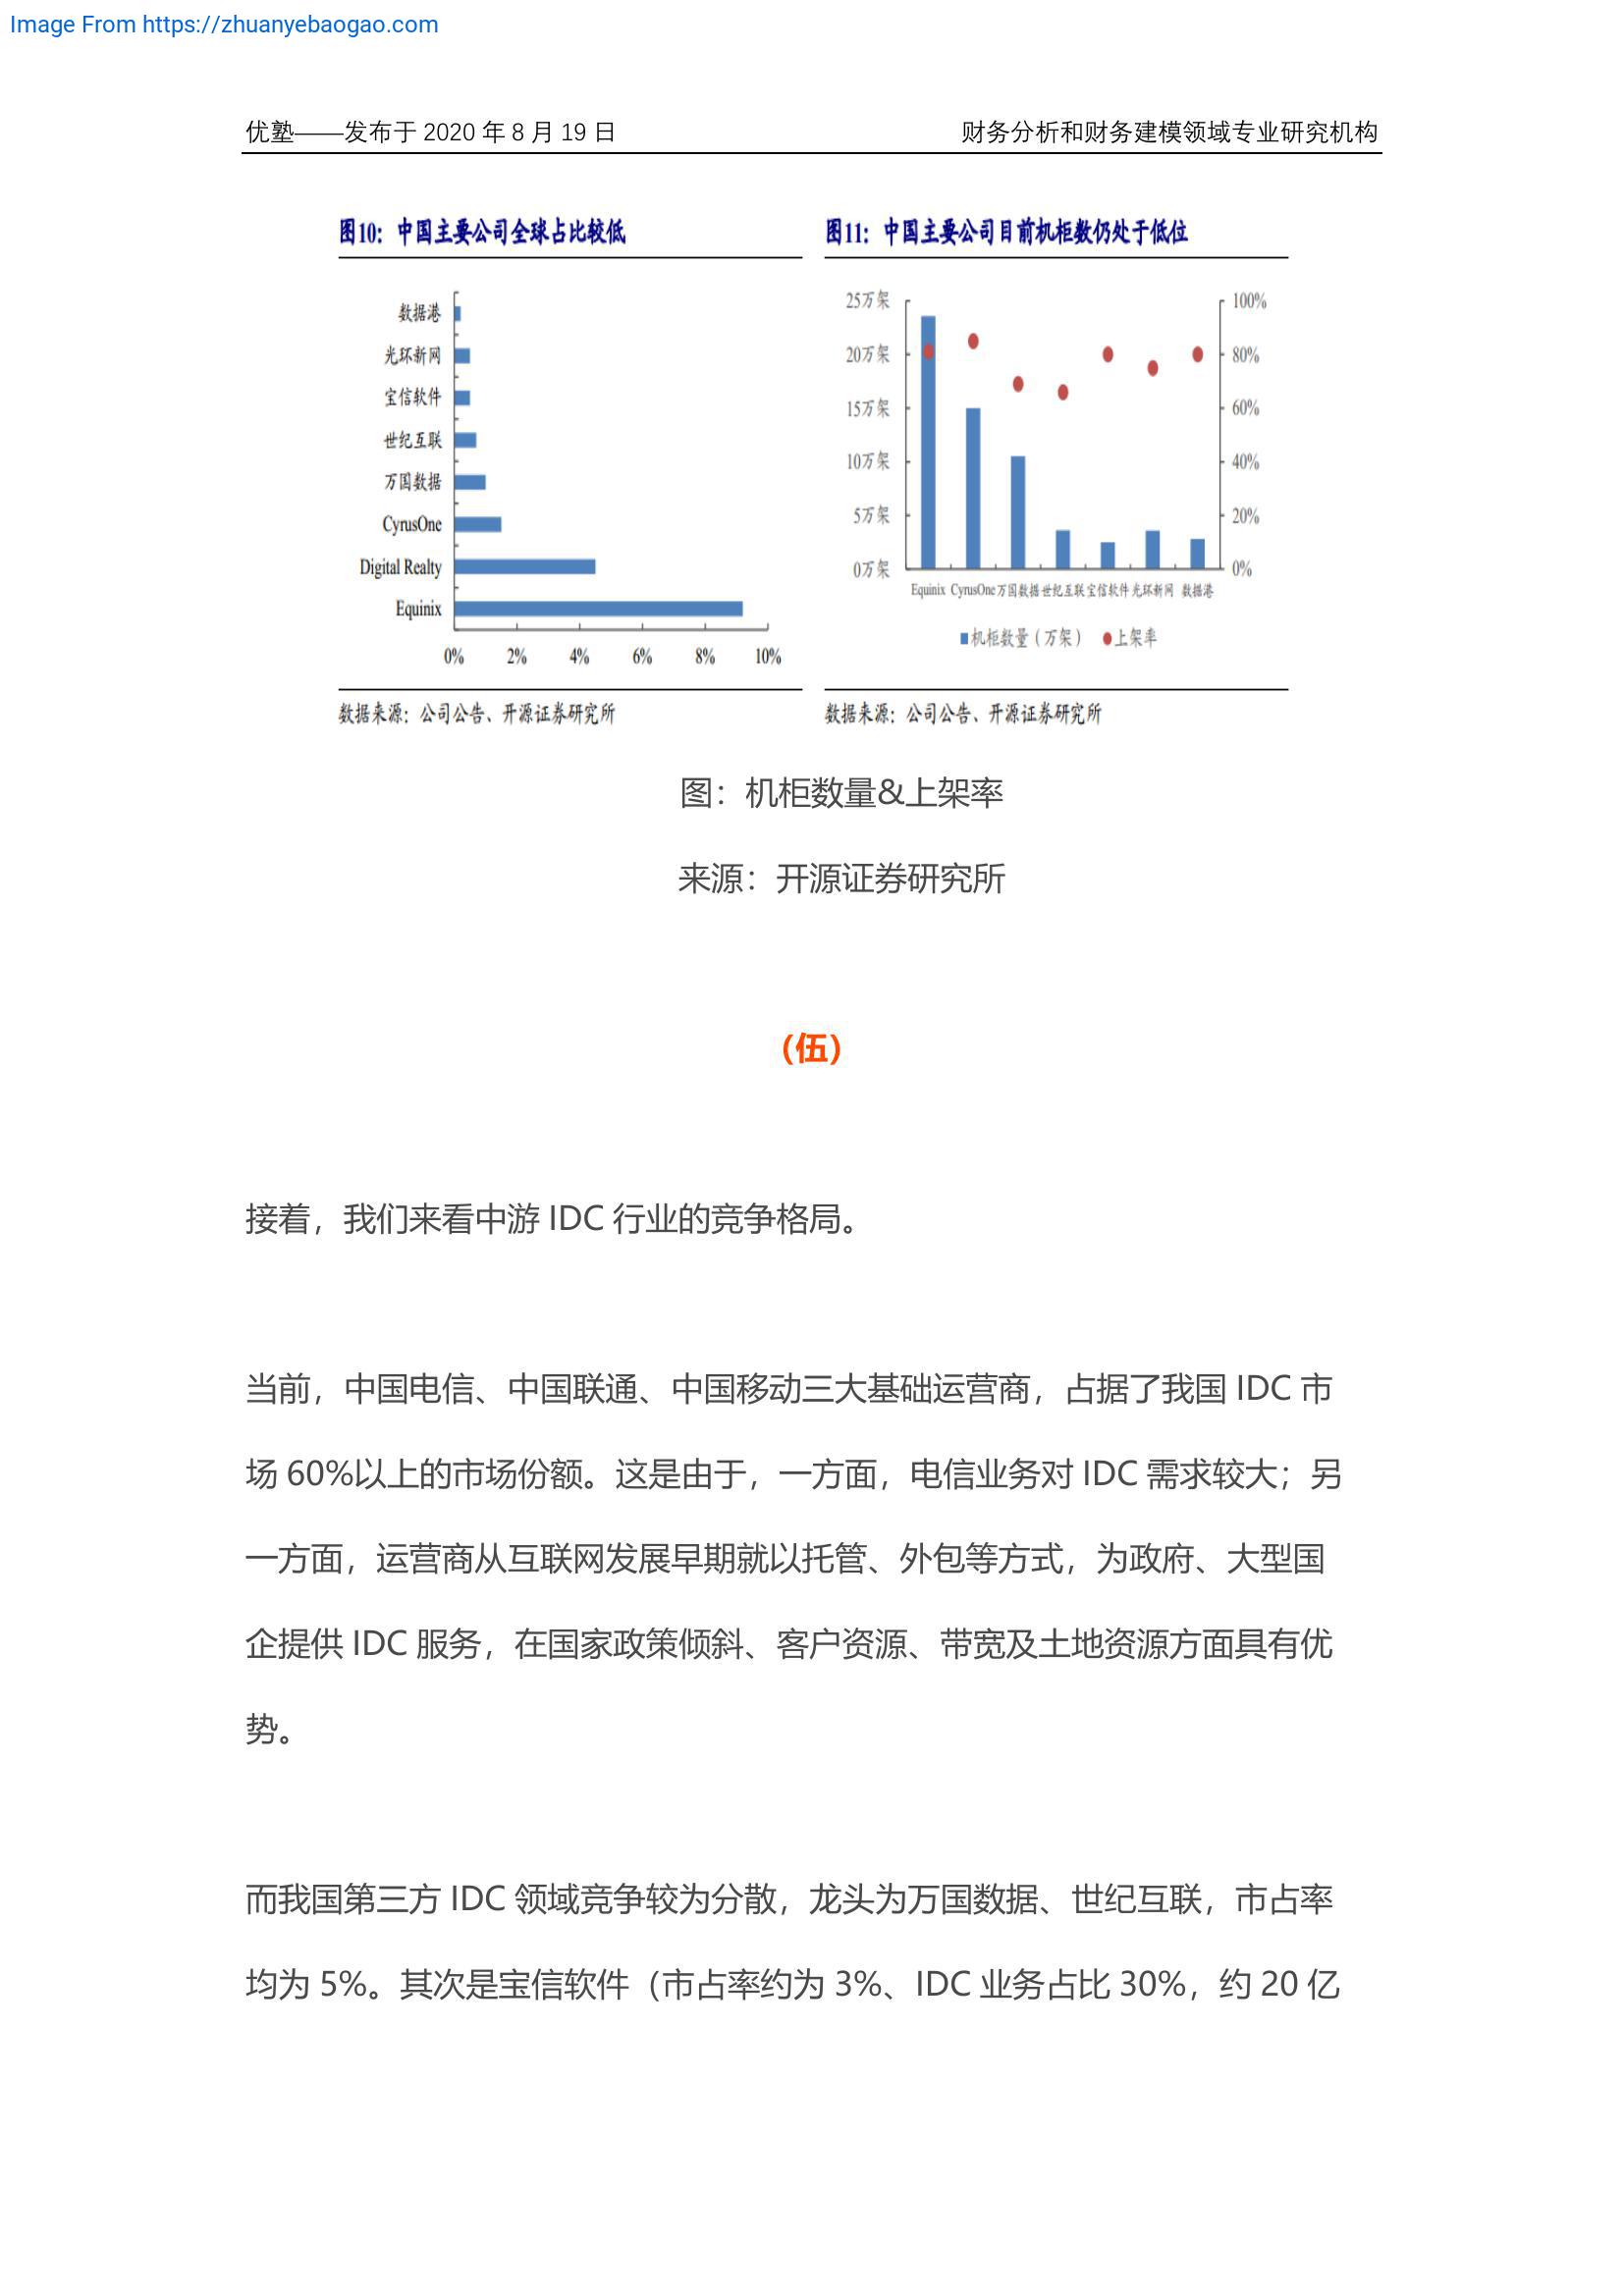 Image From https://zhuanyebaogao.com
优塾——发布于 2020 年 8 月 19 日
财务分析和财务建模领域专业研究机构
图10：中国主要公司全球占比较低
数据港
光环新网
宝信软件
世纪互联
万国数据
CyrusOne
Digital Realty
Equinix
0% 2% 4% 6% 8% 10%
数据来源：公司公告、开源证券研究所
图11：中国主要公司目前机柜数仍处于低位
25万架 100%
20万架 80%
15万架 60%
10万架 40%
5万架 20%
0万架 0%
Equinix CyrusOne 万国数据 世纪互联 宝信软件 光环新网 数据港
机柜数量（万架） 上架率
数据来源：公司公告、开源证券研究所
图：机柜数量&上架率
来源：开源证券研究所
(伍)
接着，我们来看中游 IDC 行业的竞争格局。
当前，中国电信、中国联通、中国移动三大基础运营商，占据了我国 IDC 市
场 60%以上的市场份额。这是由于，一方面，电信业务对 IDC 需求较大；另
一方面，运营商从互联网发展早期就以托管、外包等方式，为政府、大型国
企提供 IDC 服务，在国家政策倾斜、客户资源、带宽及土地资源方面具有优
势。
而我国第三方 IDC 领域竞争较为分散，龙头为万国数据、世纪互联，市占率
均为 5%。其次是宝信软件（市占率约为 3%、IDC 业务占比 30%，约 20 亿